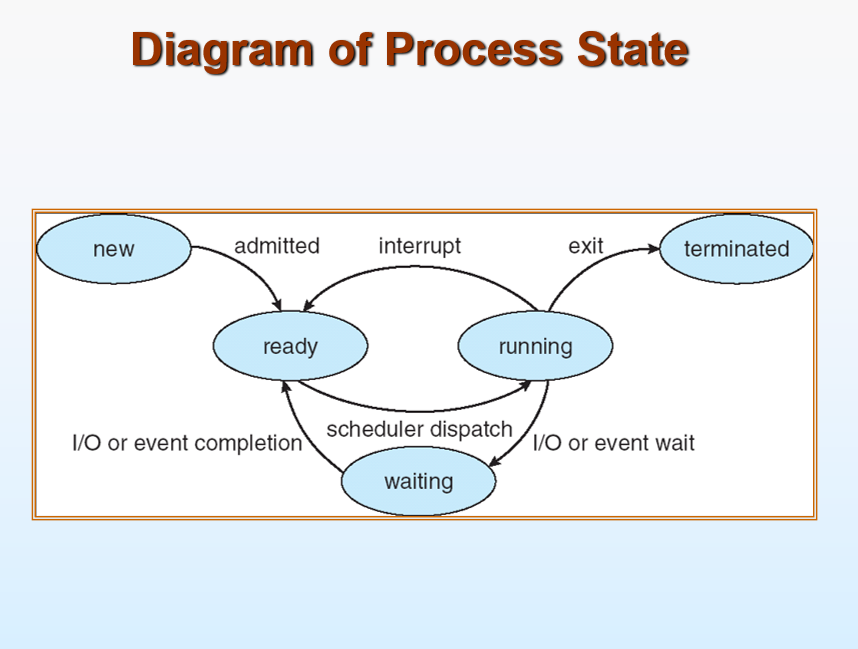 Diagram of Process State
new
admitted
interrupt
exit
terminated
ready
running
scheduler dispatch
I/O or event completion
I/O or event wait
waiting